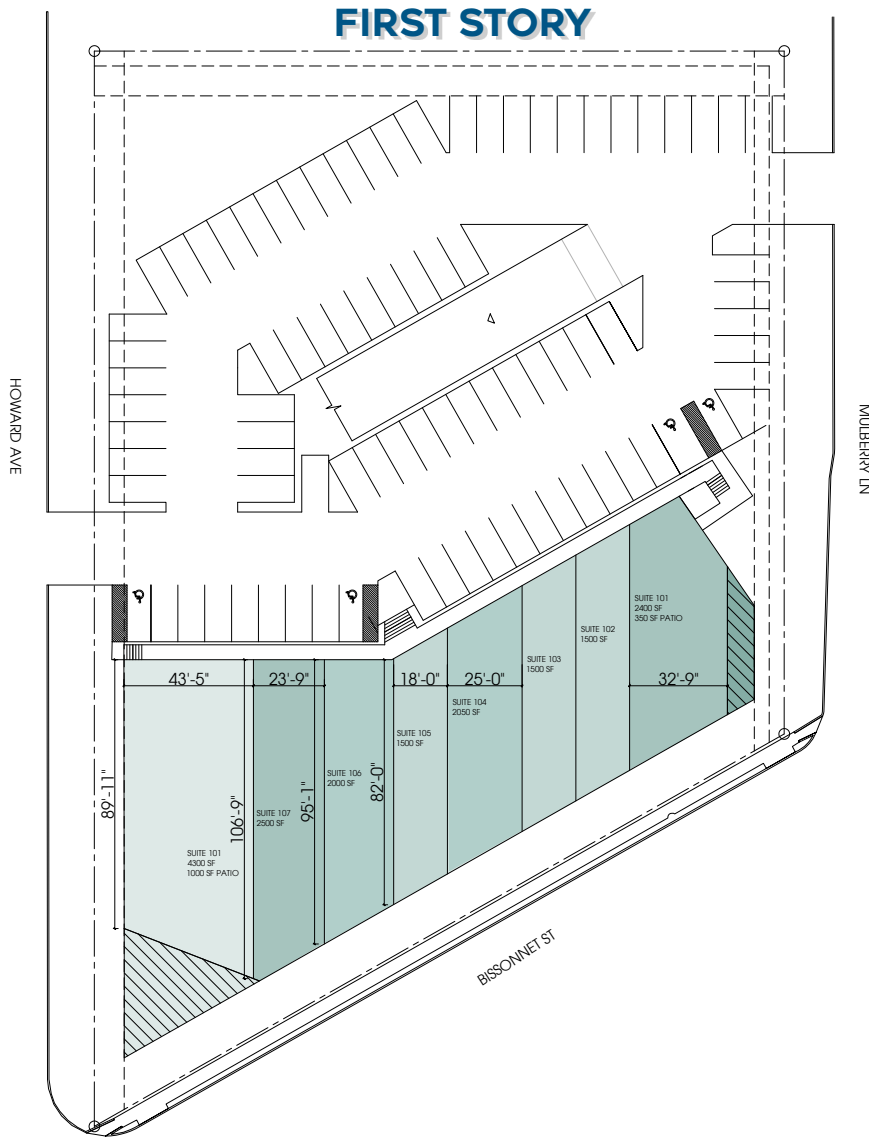 FIRST STORY
HOWARD AVE
MULBERRY LN
SUITE 101
2400 SF
350 SF PATIO
SUITE 102
1500 SF
SUITE 103
1500 SF
43'-5"
23'-9"
18'-0"
25'-0"
32'-9"
SUITE 104
2050 SF
SUITE 105
1500 SF
SUITE 106
2000 SF
89'-11"
106'-9"
95'-1"
82'-0"
SUITE 107
2500 SF
SUITE 101
4300 SF
1000 SF PATIO
BISSONNET ST